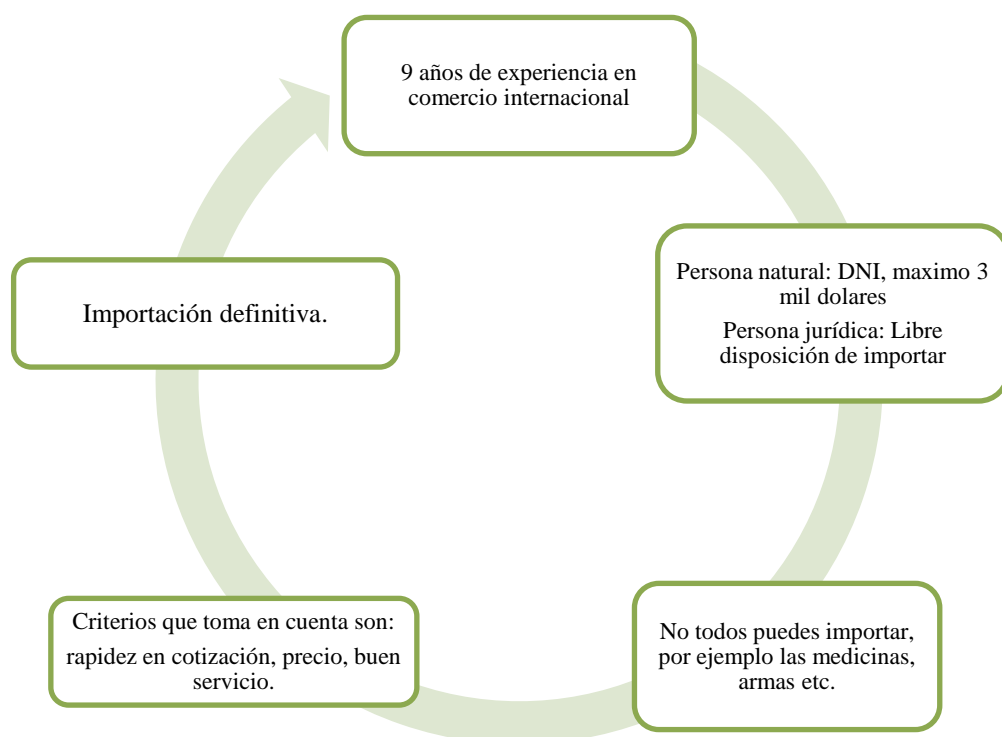 9 años de experiencia en
comercio internacional
Persona natural: DNI, maximo 3
mil dolares
Persona jurídica: Libre
disposición de importar
No todos puedes importar,
por ejemplo las medicinas,
armas etc.
Criterios que toma en cuenta son:
rapidez en cotización, precio, buen
servicio.
Importación definitiva.